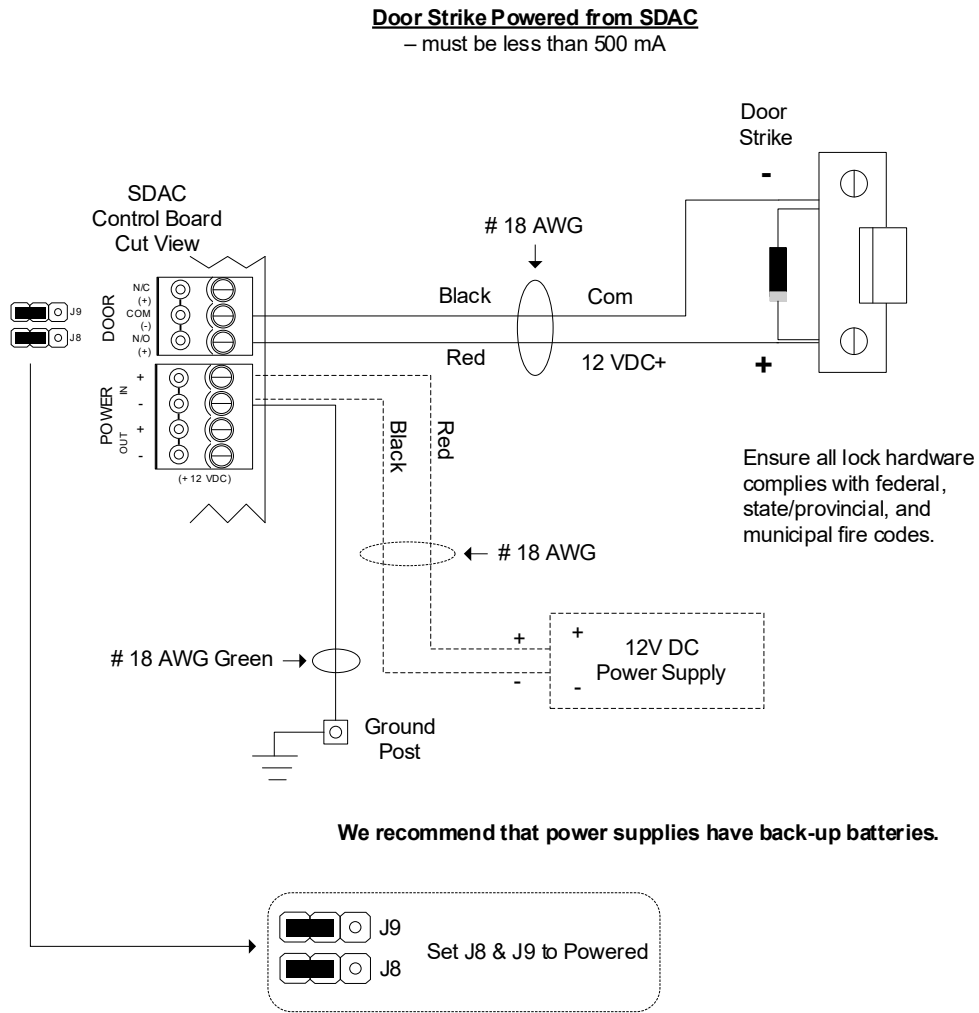 Door Strike Powered from SDAC
– must be less than 500 mA
Door
Strike
-
SDAC
Control Board
Cut View
# 18 AWG
N/C
(+)
COM
(-)
N/O
(+)
DOOR
J9
J8
Black
Com
Red
12 VDC+
+
+
-
+
-
IN
OUT
POWER
(+ 12 VDC)
Black
Red
Ensure all lock hardware
complies with federal,
state/provincial, and
municipal fire codes.
# 18 AWG
+
-
+
-
12V DC
Power Supply
# 18 AWG Green
Ground
Post
We recommend that power supplies have back-up batteries.
J9
J8
Set J8 & J9 to Powered